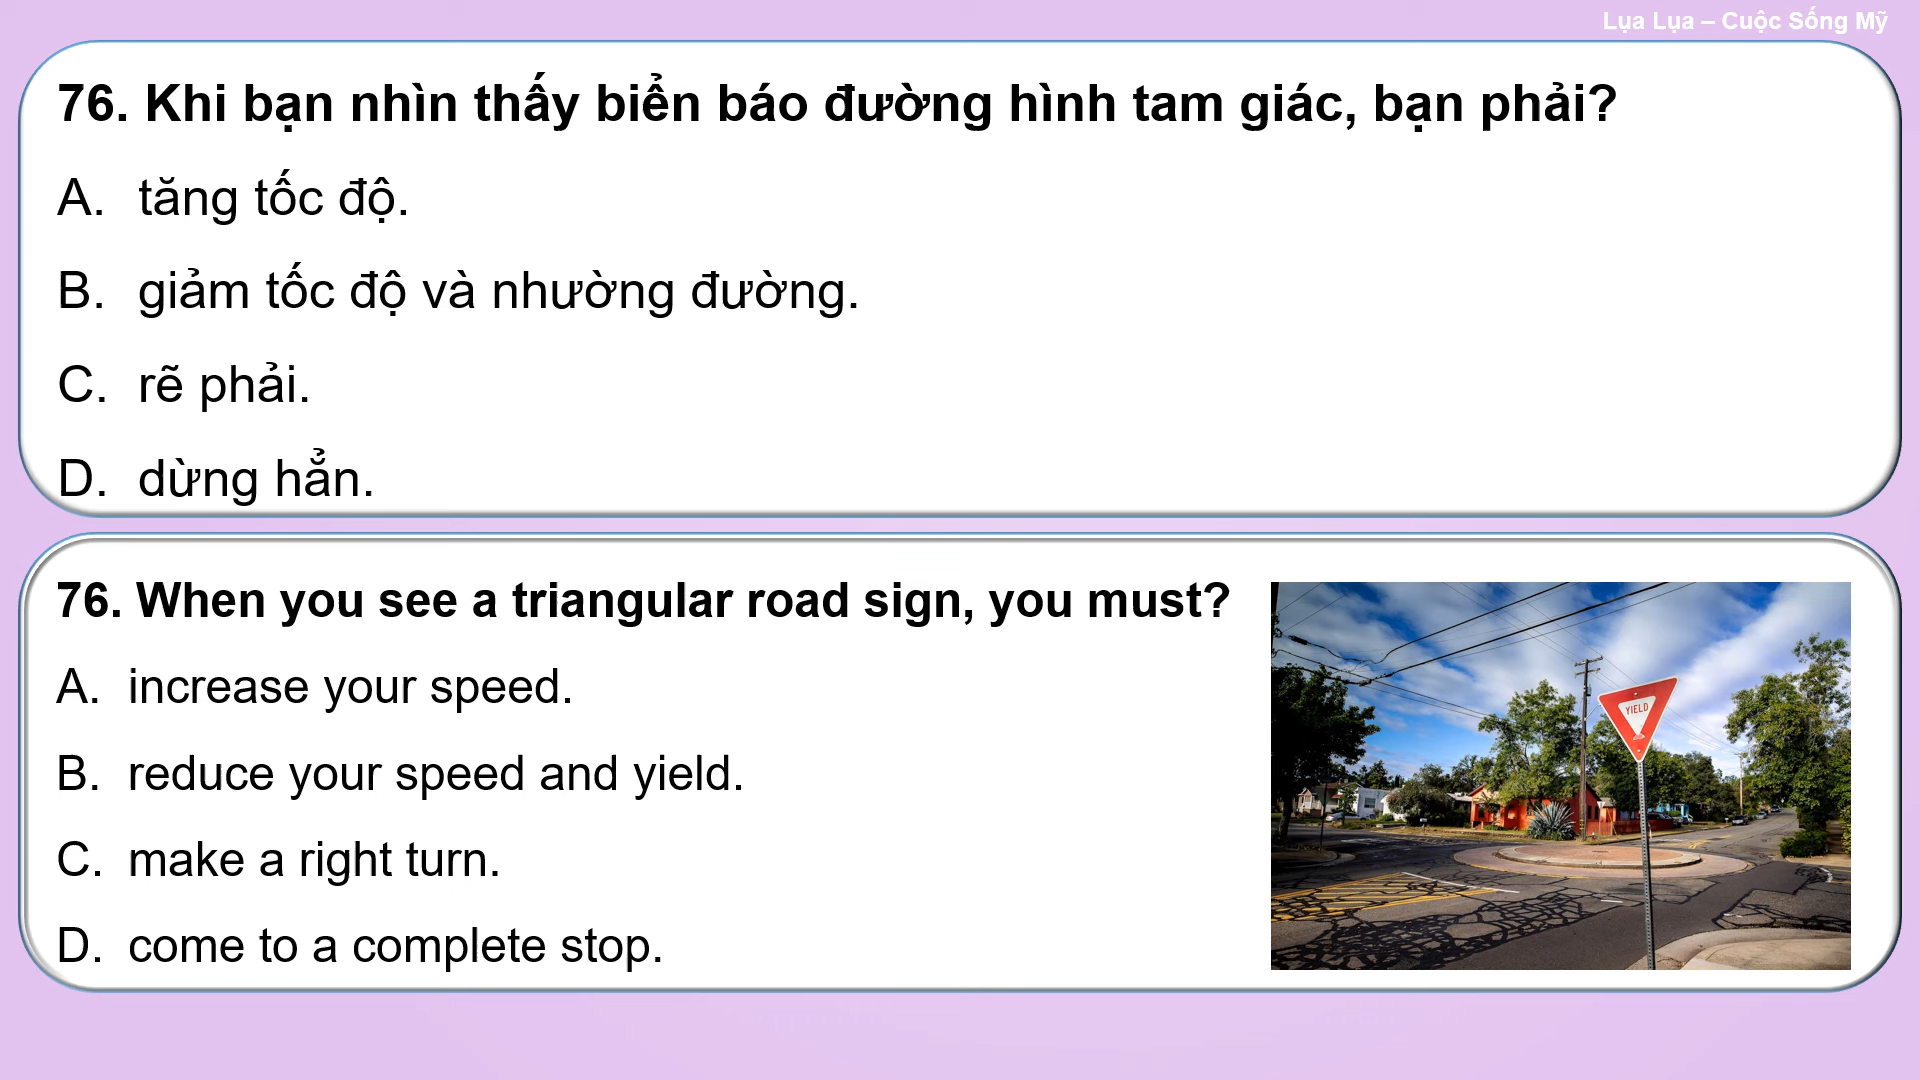 Lụa Lụa – Cuộc Sống Mỹ
76. Khi bạn nhìn thấy biển báo đường hình tam giác, bạn phải?
A. tăng tốc độ.
B. giảm tốc độ và nhường đường.
C. rẽ phải.
D. dừng hẳn.
76. When you see a triangular road sign, you must?
A. increase your speed.
B. reduce your speed and yield.
C. make a right turn.
D. come to a complete stop.
YIELD